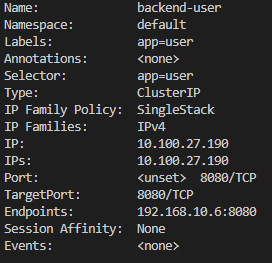 Name: backend-user
Namespace: default
Labels: app=user
Annotations: <none>
Selector: app=user
Type: ClusterIP
IP Family Policy: SingleStack
IP Families: IPv4
IP: 10.100.27.190
IPs: 10.100.27.190
Port: <unset> 8080/TCP
TargetPort: 8080/TCP
Endpoints: 192.168.10.6:8080
Session Affinity: None
Events: <none>